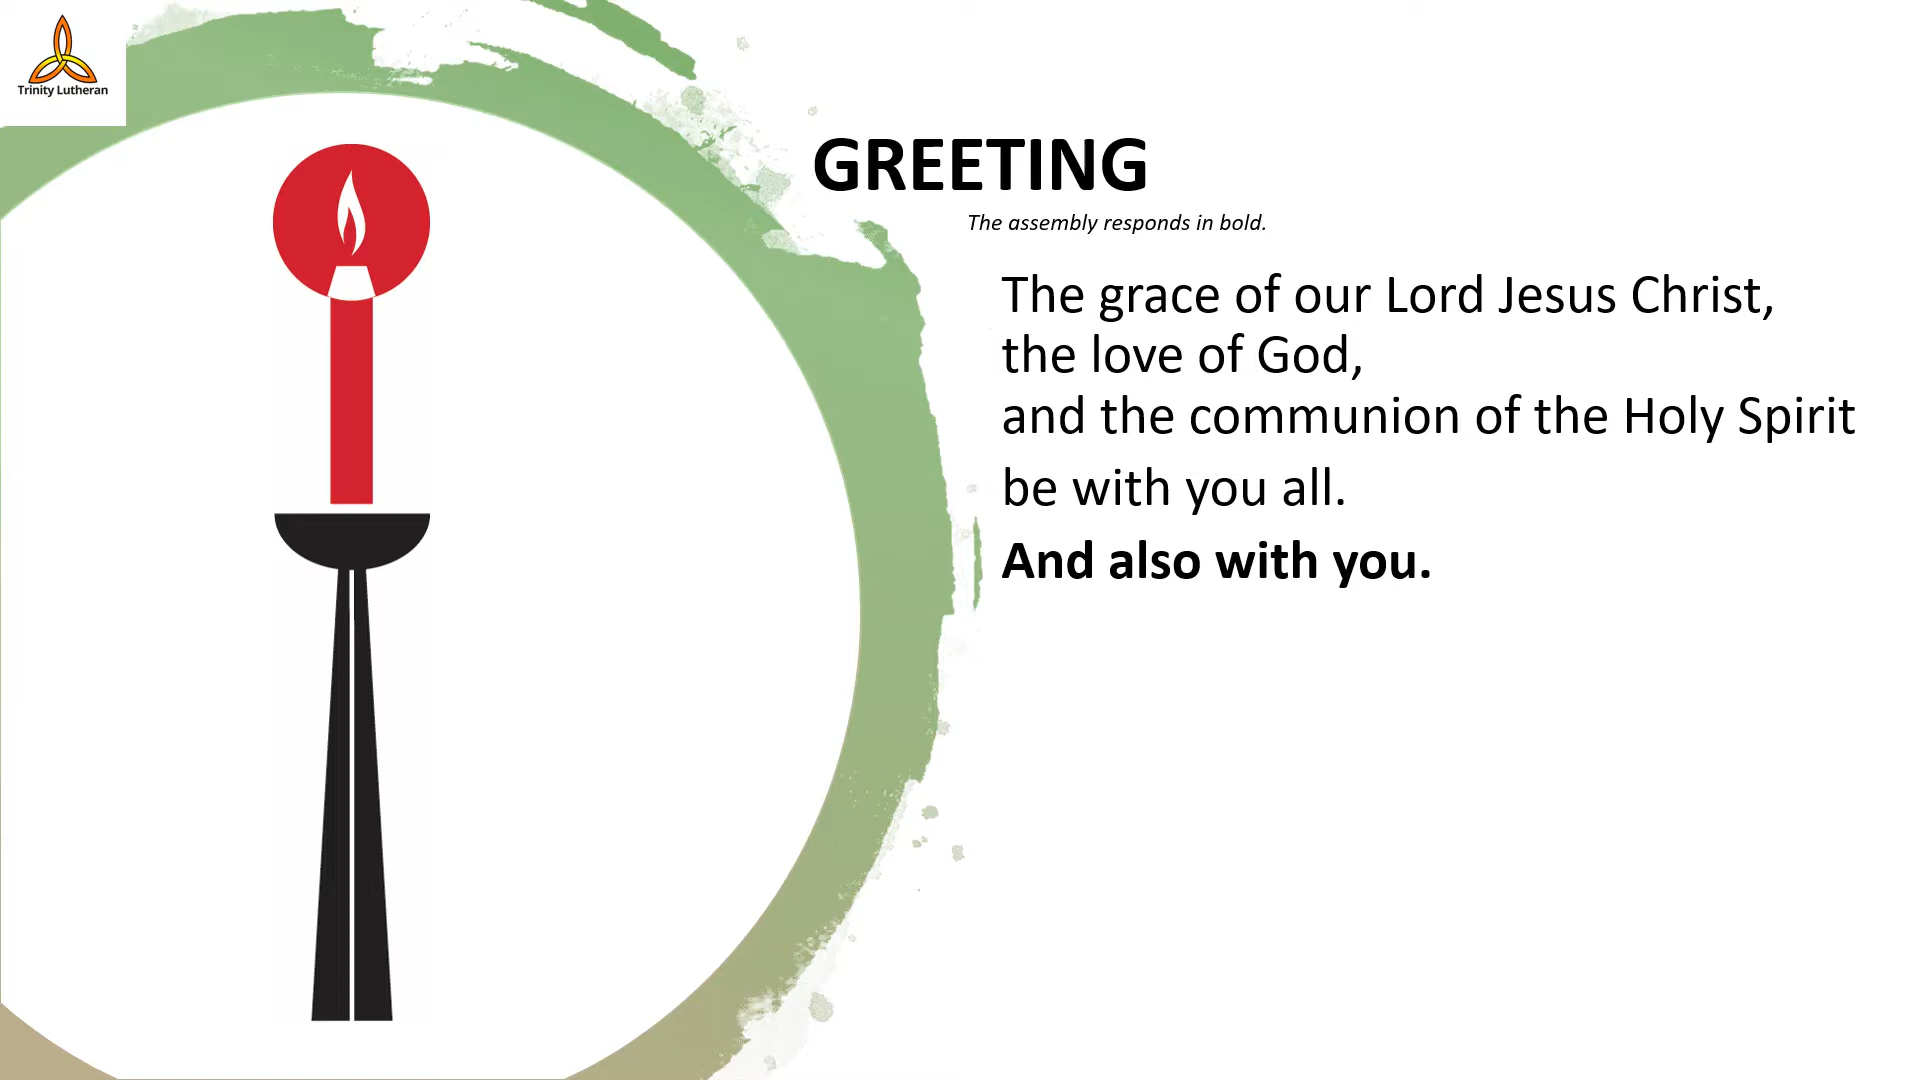 Trinity Lutheran
GREETING
The assembly responds in bold.
The grace of our Lord Jesus Christ,
the love of God,
and the communion of the Holy Spirit
be with you all.
And also with you.